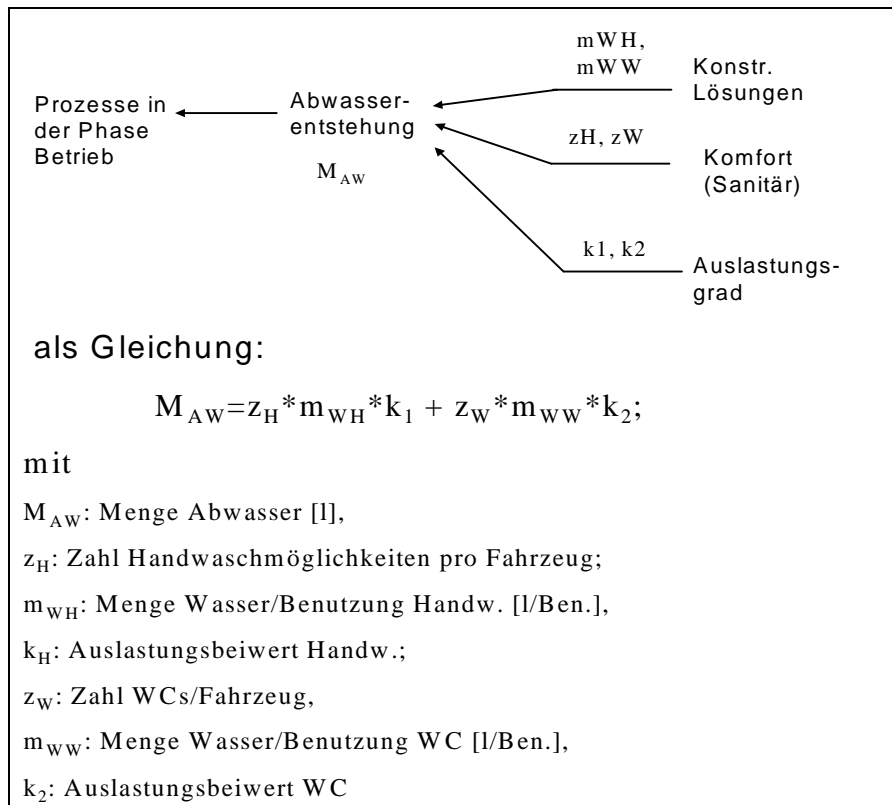 mWH,
mWW
Konstr.
Lösungen
Prozesse in
der Phase
Betrieb
Abwasser-
entstehung
M_AW
zH, zW
Komfort
(Sanitär)
k1, k2
Auslastungs-
grad
als Gleichung:
M_AW=z_H*m_WH*k_1 + z_W*m_WW*k_2;
mit
M_AW: Menge Abwasser [l],
z_H: Zahl Handwaschmöglichkeiten pro Fahrzeug;
m_WH: Menge Wasser/Benutzung Handw. [l/Ben.],
k_H: Auslastungsbeiwert Handw.;
z_W: Zahl WCs/Fahrzeug,
m_WW: Menge Wasser/Benutzung WC [l/Ben.],
k_2: Auslastungsbeiwert WC